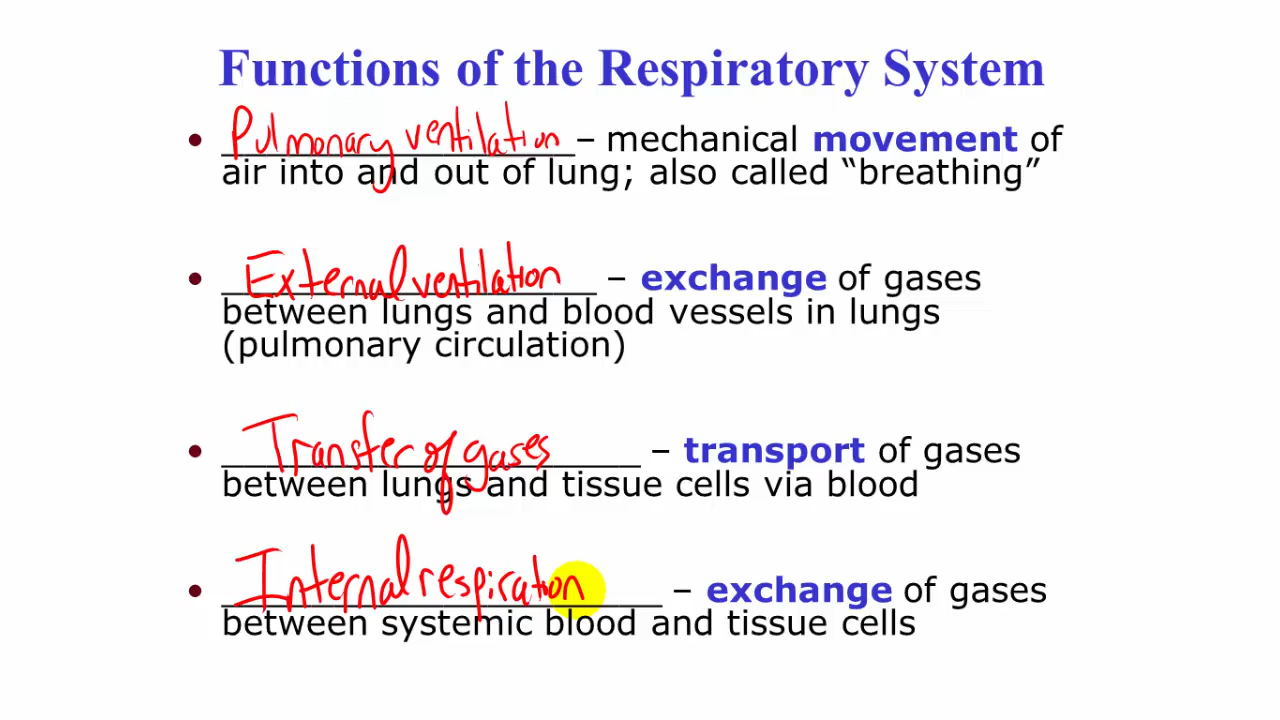 Functions of the Respiratory System
• Pulmonary ventilation – mechanical movement of
air into and out of lung; also called “breathing”
• External ventilation – exchange of gases
between lungs and blood vessels in lungs
(pulmonary circulation)
• Transfer of gases – transport of gases
between lungs and tissue cells via blood
• Internal respiration – exchange of gases
between systemic blood and tissue cells